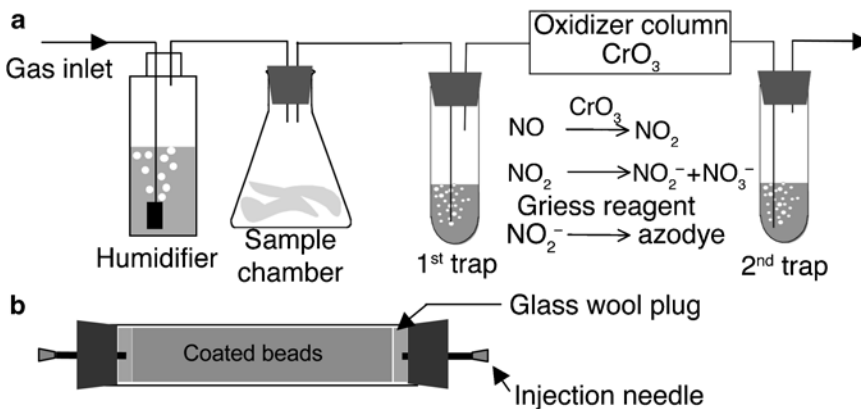 a
Gas inlet
Oxidizer column
CrO₃
NO CrO₃ → NO₂
NO₂ → NO₂⁻+NO₃⁻
Griess reagent
NO₂⁻ → azodye
Humidifier
Sample
chamber
1st trap
2nd trap
b
Glass wool plug
Coated beads
Injection needle